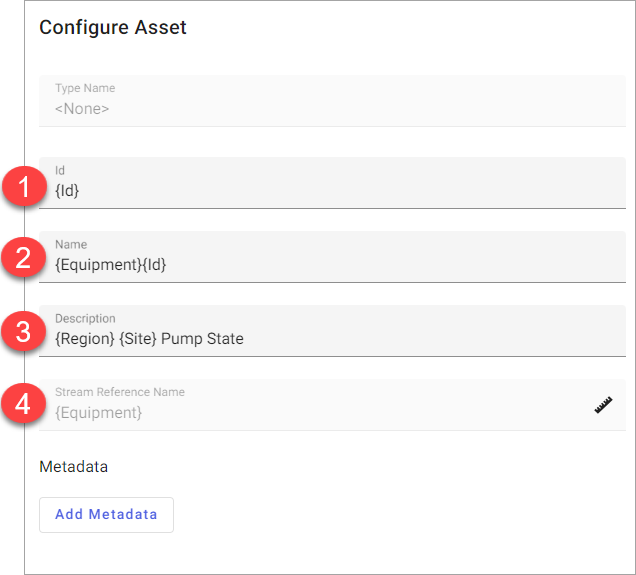 Configure Asset
Type Name
<None>
1
Id
{Id}
2
Name
{Equipment}{Id}
3
Description
{Region} {Site} Pump State
4
Stream Reference Name
{Equipment}
Metadata
Add Metadata